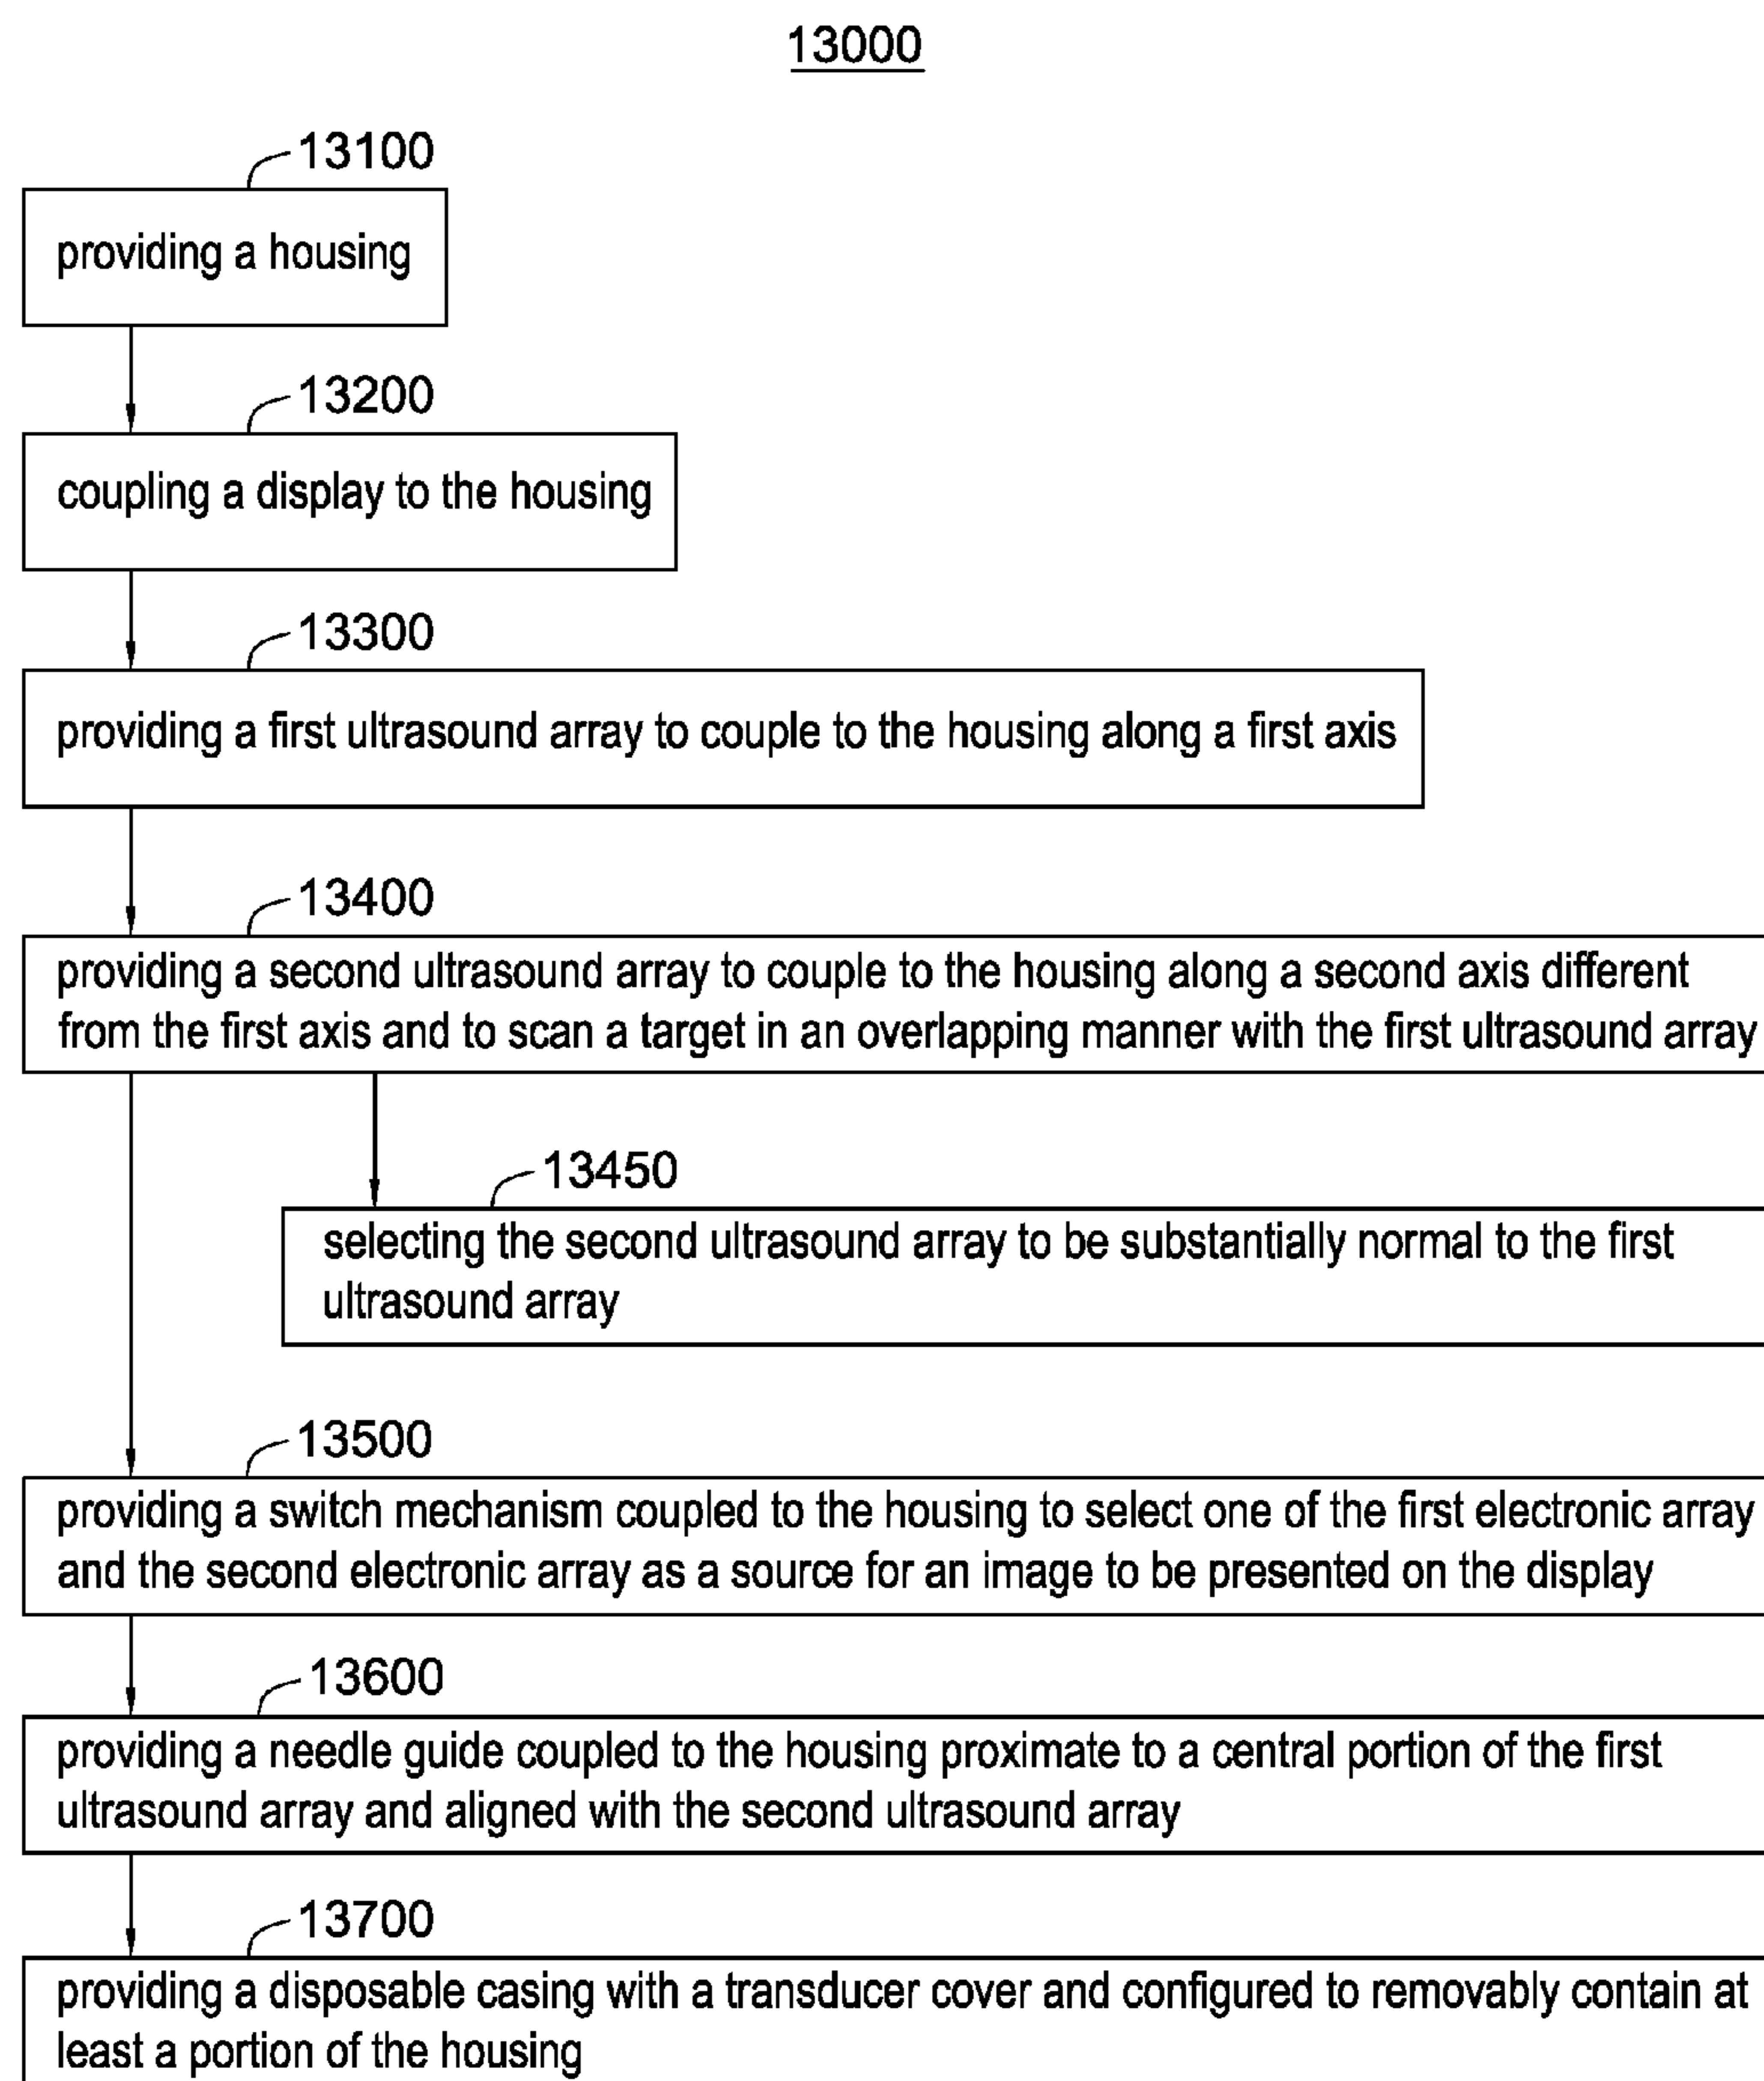 13000
13100
providing a housing
13200
coupling a display to the housing
13300
providing a first ultrasound array to couple to the housing along a first axis
13400
providing a second ultrasound array to couple to the housing along a second axis different
from the first axis and to scan a target in an overlapping manner with the first ultrasound array
13450
selecting the second ultrasound array to be substantially normal to the first
ultrasound array
13500
providing a switch mechanism coupled to the housing to select one of the first electronic array
and the second electronic array as a source for an image to be presented on the display
13600
providing a needle guide coupled to the housing proximate to a central portion of the first
ultrasound array and aligned with the second ultrasound array
13700
providing a disposable casing with a transducer cover and configured to removably contain at
least a portion of the housing